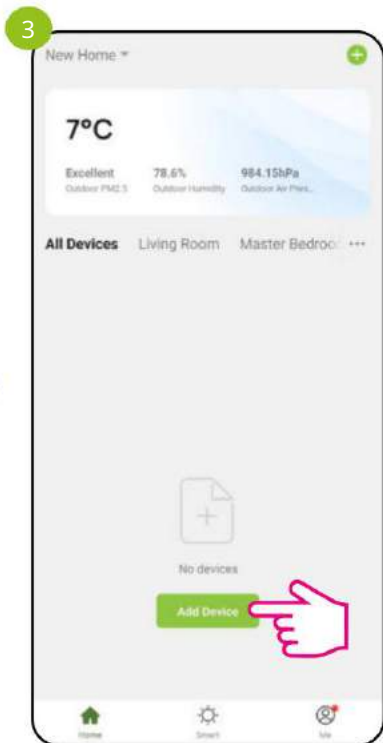 3
New Home
7°C
Excellent 78.6% 984.15hPa
Outdoor PM2.5 Outdoor Humidity Outdoor Air Pres...
All Devices Living Room Master Bedroo ...
No devices
Add Device
Home Smart Me